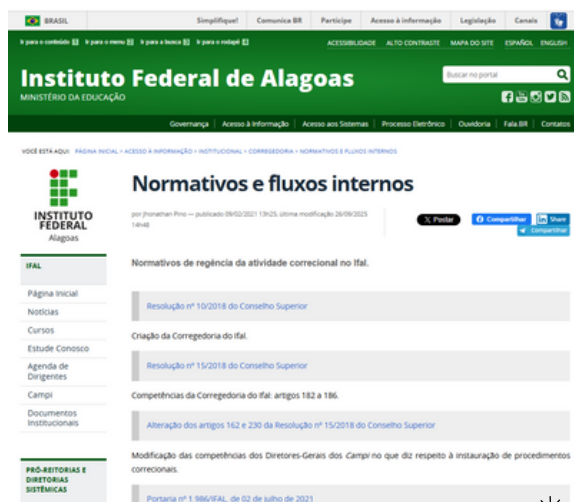 BRASIL Simplifique! Comunica BR Participe Acesso à informação Legislação Canais
Ir para o conteúdo 1 Ir para o menu 2 Ir para a busca 3 Ir para o rodapé 4 ACESSIBILIDADE ALTO CONTRASTE MAPA DO SITE ESPAÑOL ENGLISH
Instituto Federal de Alagoas
MINISTÉRIO DA EDUCAÇÃO
Buscar no portal
Governança Acesso à Informação Acesso aos Sistemas Processo Eletrônico Ouvidoria Fala.BR Contatos
VOCÊ ESTÁ AQUI: PÁGINA INICIAL > ACESSO À INFORMAÇÃO > INSTITUCIONAL > CORREGEDORIA > NORMATIVOS E FLUXOS INTERNOS
INSTITUTO
FEDERAL
Alagoas
Normativos e fluxos internos
por Jhonathan Pino — publicado 09/02/2021 13h25, última modificação 26/09/2025
14h48
X Postar Compartilhar Share
Compartilhar
IFAL
Página Inicial
Notícias
Cursos
Estude Conosco
Agenda de
Dirigentes
Campi
Documentos
Institucionais
PRÓ-REITORIAS E
DIRETORIAS
SISTÊMICAS
Normativos de regência da atividade correcional no Ifal.
Resolução nº 10/2018 do Conselho Superior
Criação da Corregedoria do Ifal.
Resolução nº 15/2018 do Conselho Superior
Competências da Corregedoria do Ifal: artigos 182 a 186.
Alteração dos artigos 162 e 230 da Resolução nº 15/2018 do Conselho Superior
Modificação das competências dos Diretores-Gerais dos Campi no que diz respeito à instauração de procedimentos
correcionais.
Portaria nº 1.986/IFAL, de 02 de julho de 2021